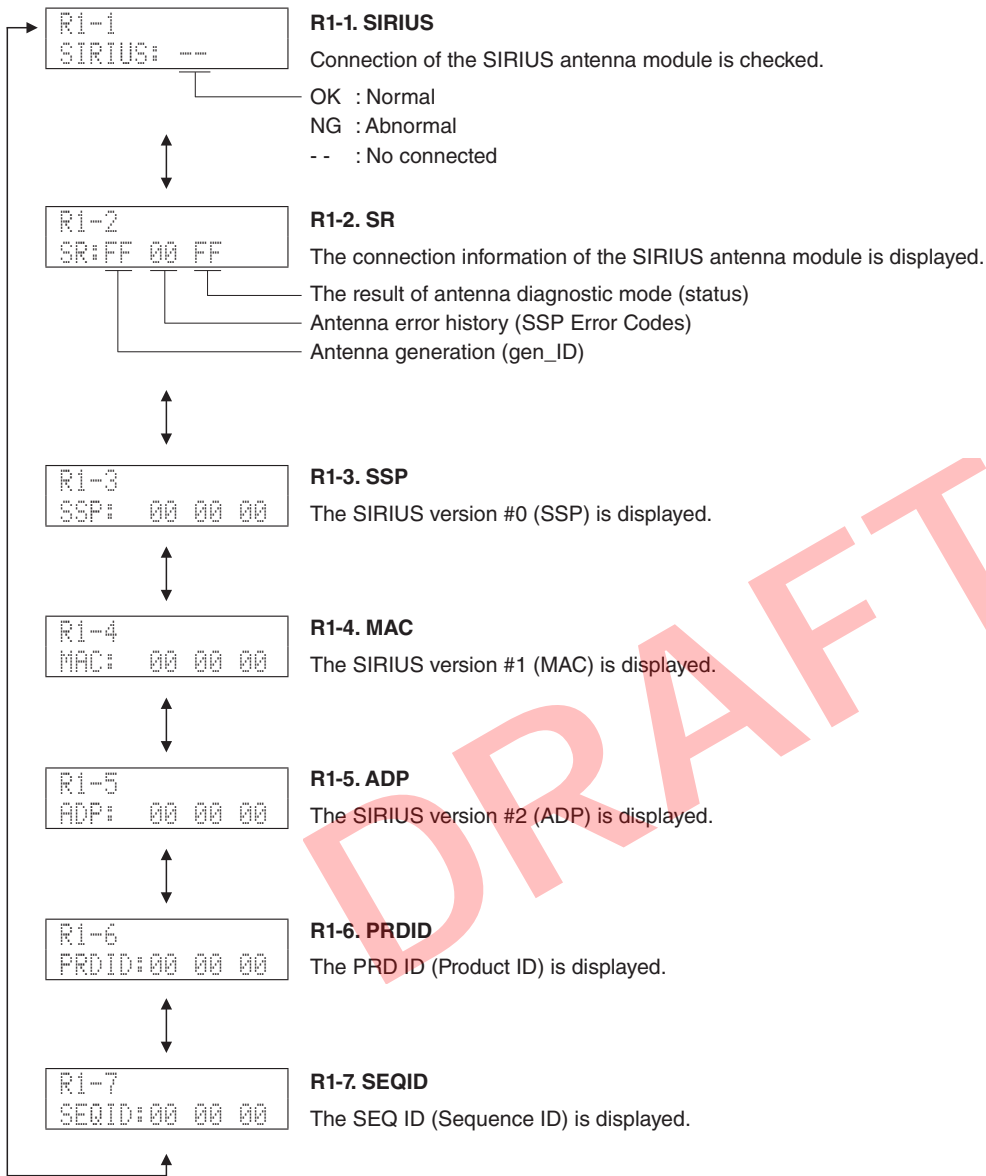 R1-1
SIRIUS: --
R1-1. SIRIUS
Connection of the SIRIUS antenna module is checked.
OK : Normal
NG : Abnormal
- - : No connected
R1-2
SR:FF 00 FF
R1-2. SR
The connection information of the SIRIUS antenna module is displayed.
The result of antenna diagnostic mode (status)
Antenna error history (SSP Error Codes)
Antenna generation (gen_ID)
R1-3
SSP: 00 00 00
R1-3. SSP
The SIRIUS version #0 (SSP) is displayed.
R1-4
MAC: 00 00 00
R1-4. MAC
The SIRIUS version #1 (MAC) is displayed.
R1-5
ADP: 00 00 00
R1-5. ADP
The SIRIUS version #2 (ADP) is displayed.
R1-6
PRDID:00 00 00
R1-6. PRDID
The PRD ID (Product ID) is displayed.
R1-7
SEQID:00 00 00
R1-7. SEQID
The SEQ ID (Sequence ID) is displayed.
DRAFT